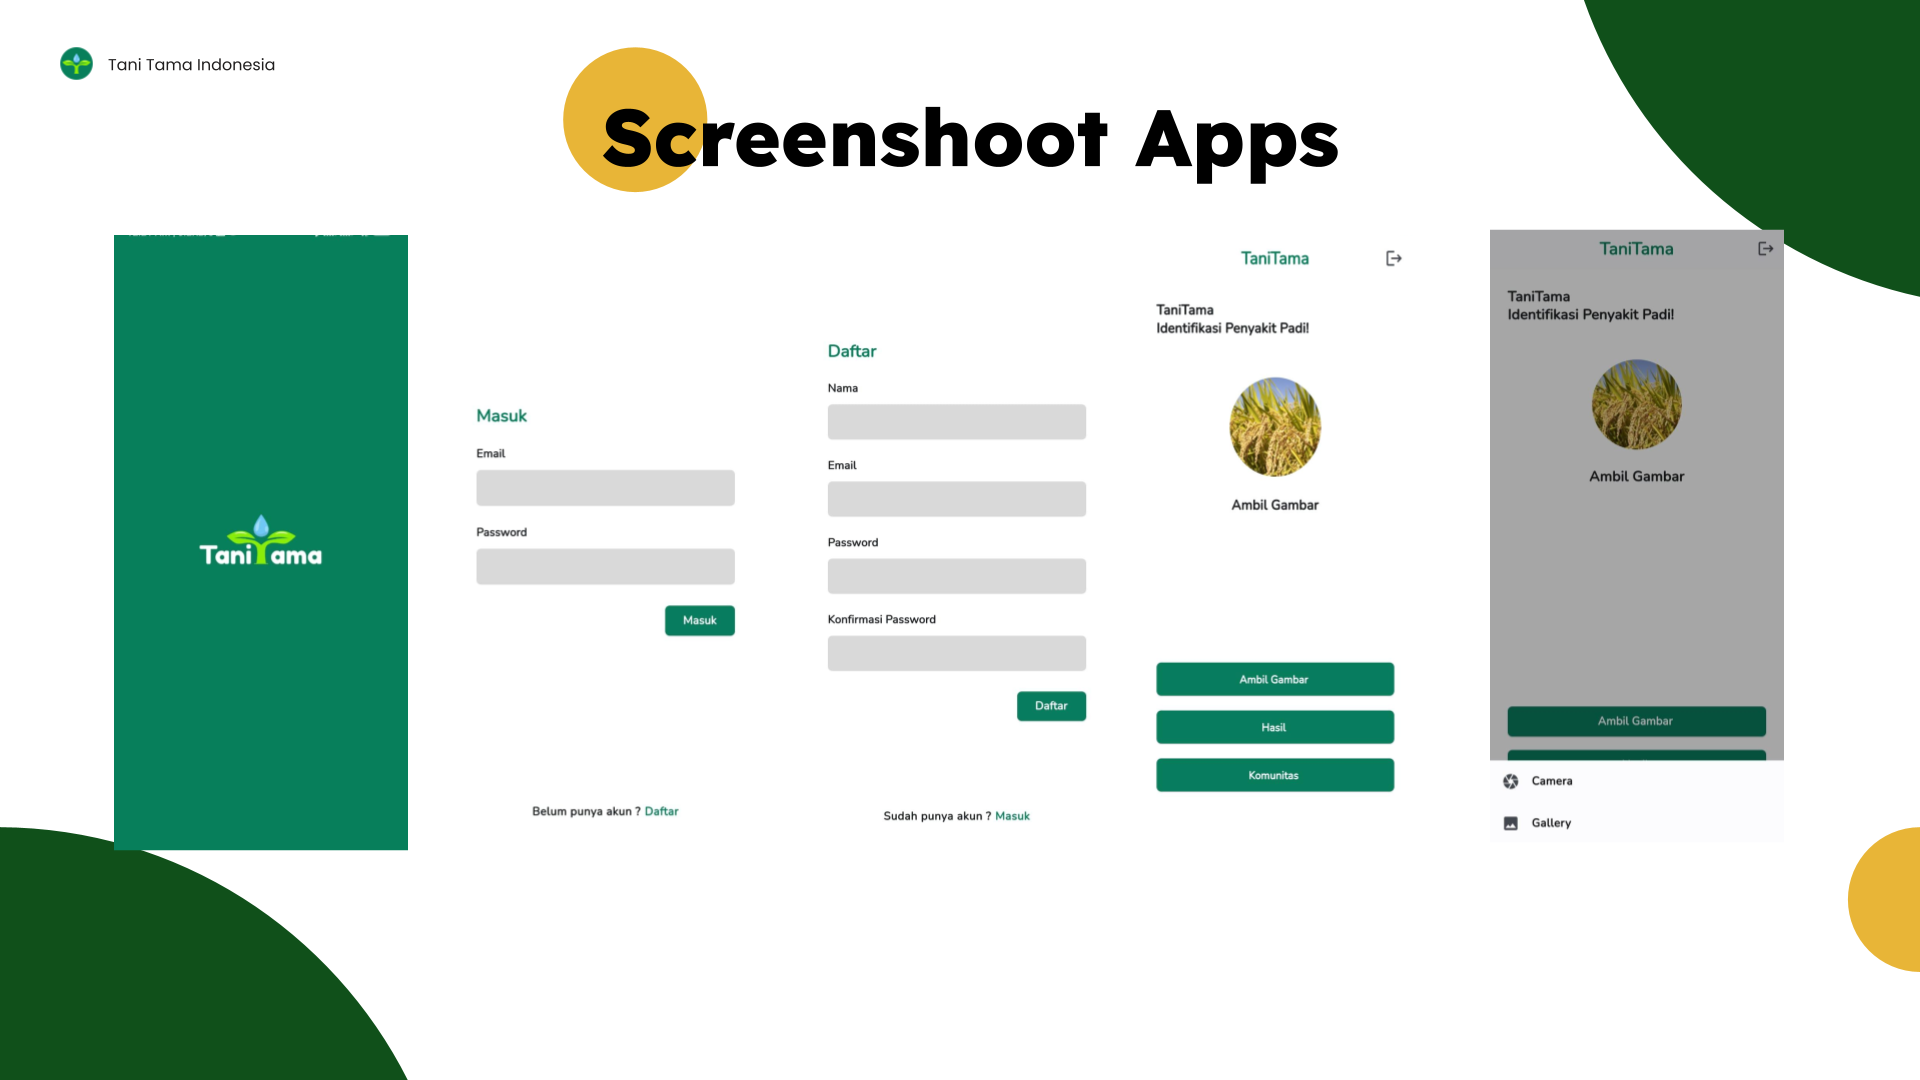 Tani Tama Indonesia
Screenshoot Apps
TaniTama
Masuk
Email
Password
Masuk
Belum punya akun ? Daftar
Daftar
Nama
Email
Password
Konfirmasi Password
Daftar
Sudah punya akun ? Masuk
TaniTama
TaniTama
Identifikasi Penyakit Padi!
Ambil Gambar
Ambil Gambar
Hasil
Komunitas
TaniTama
TaniTama
Identifikasi Penyakit Padi!
Ambil Gambar
Ambil Gambar
Camera
Gallery